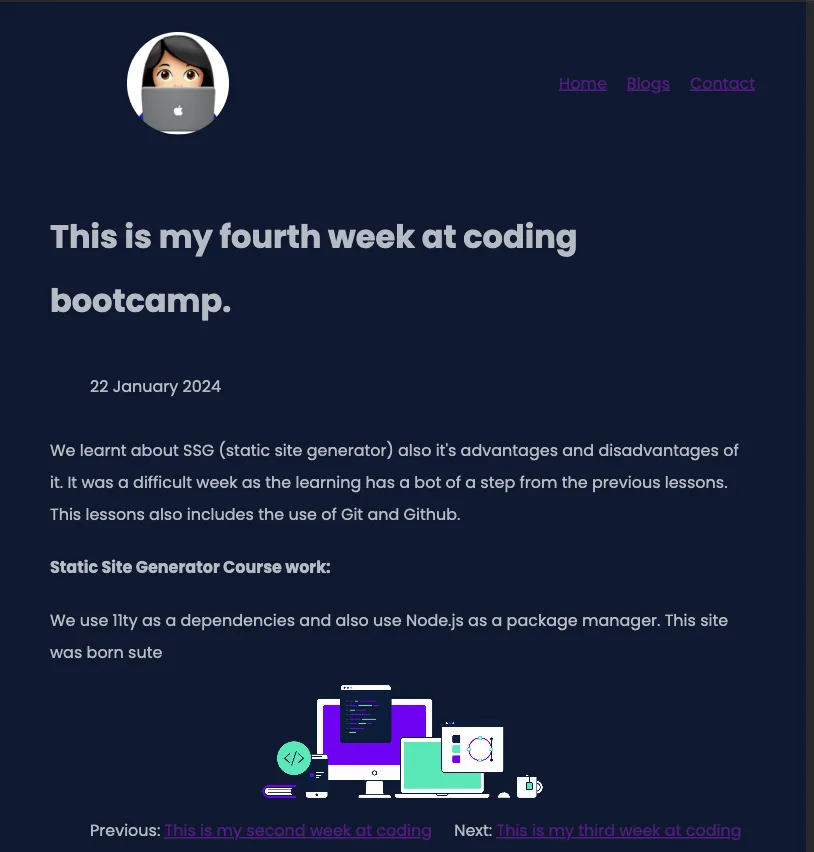 Home Blogs Contact
This is my fourth week at coding
bootcamp.
22 January 2024
We learnt about SSG (static site generator) also it's advantages and disadvantages of
it. It was a difficult week as the learning has a bot of a step from the previous lessons.
This lessons also includes the use of Git and Github.
Static Site Generator Course work:
We use 11ty as a dependencies and also use Node.js as a package manager. This site
was born sute
</>
Previous: This is my second week at coding Next: This is my third week at coding